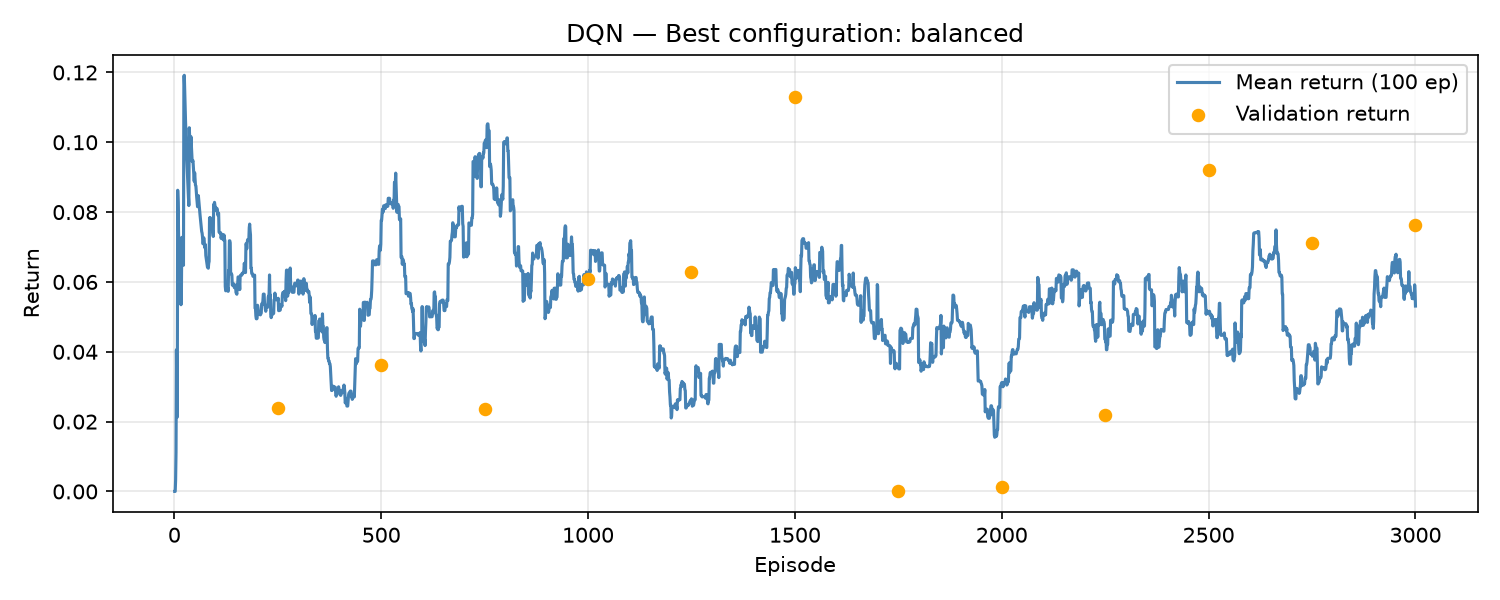 DQN — Best configuration: balanced
Mean return (100 ep)
Validation return
Return
0.12
0.10
0.08
0.06
0.04
0.02
0.00
0 500 1000 1500 2000 2500 3000
Episode